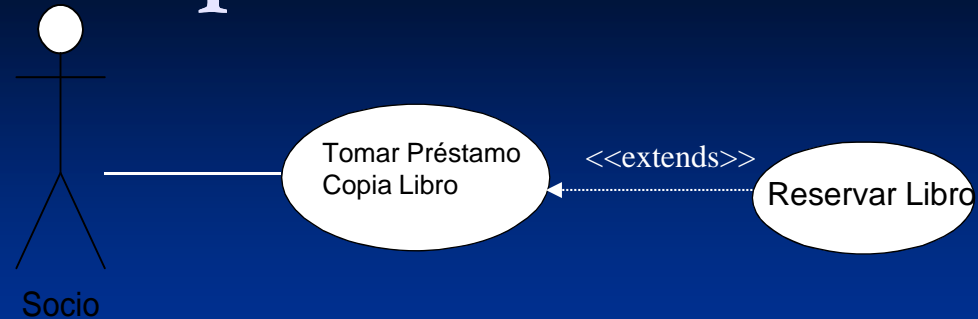 Tomar Préstamo
Copia Libro
<<extends>>
Reservar Libro
Socio